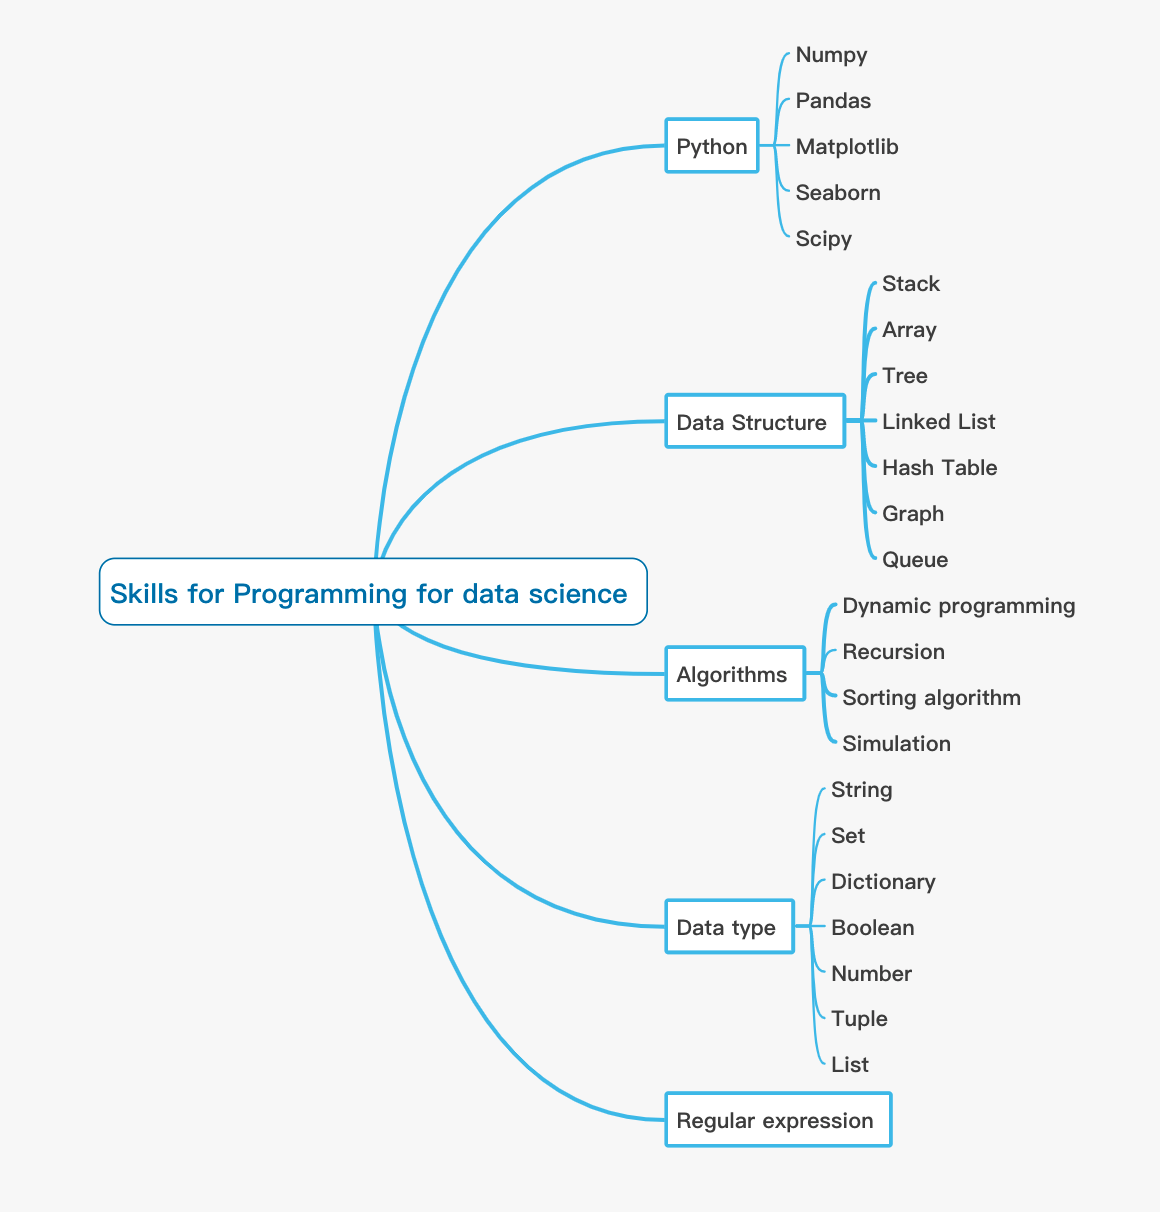 Skills for Programming for data science
Python
Numpy
Pandas
Matplotlib
Seaborn
Scipy
Data Structure
Stack
Array
Tree
Linked List
Hash Table
Graph
Queue
Algorithms
Dynamic programming
Recursion
Sorting algorithm
Simulation
Data type
String
Set
Dictionary
Boolean
Number
Tuple
List
Regular expression